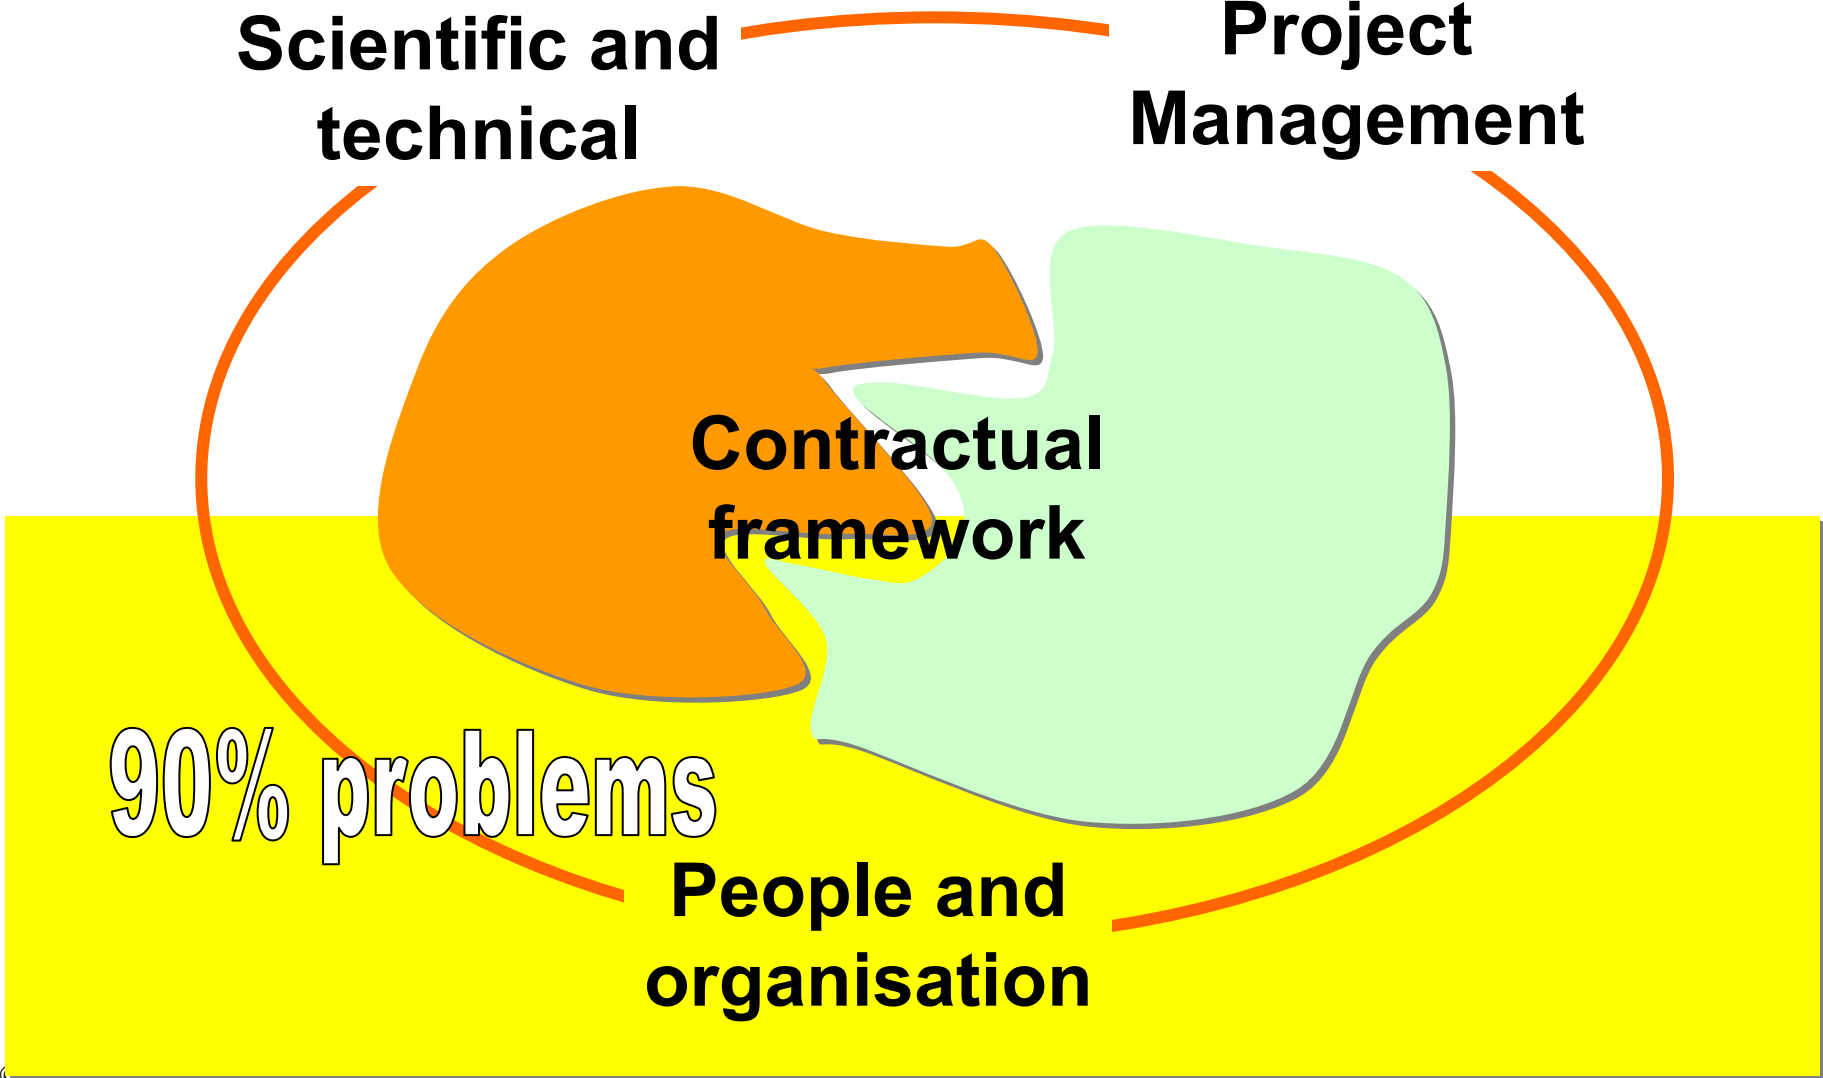 Scientific and
technical
Project
Management
Contractual
framework
90% problems
People and
organisation